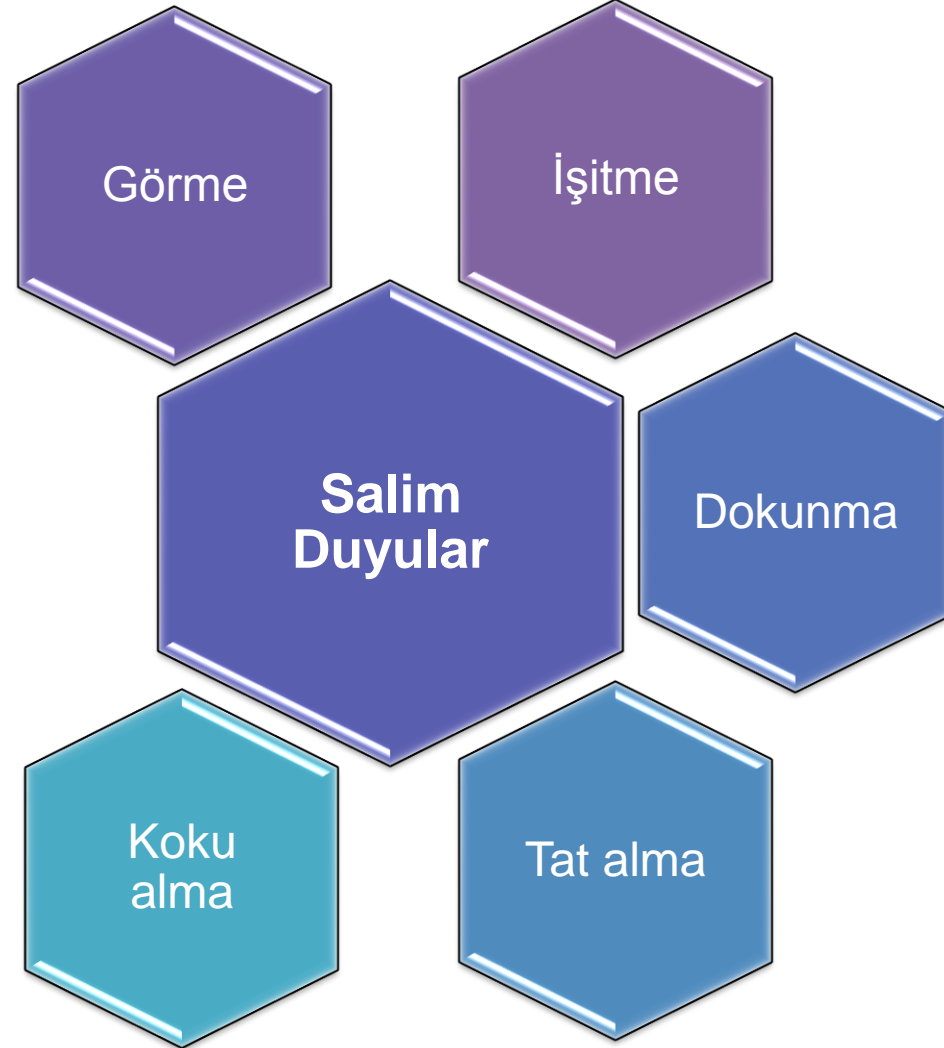 Görme
İşitme
Salim
Duyular
Dokunma
Koku
alma
Tat alma